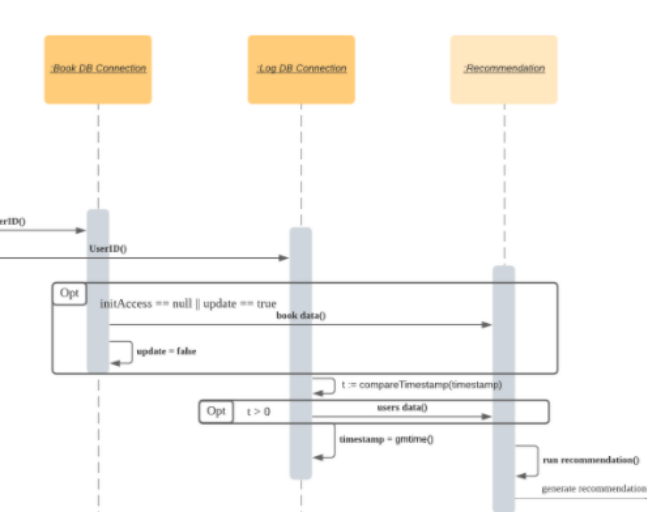 :Book DB Connection
:Log DB Connection
:Recommendation
erID()
UserID()
Opt
initAccess == null || update == true
book data()
update = false
t := compareTimestamp(timestamp)
Opt
t > 0
users data()
timestamp = gmtime()
run recommendation()
generate recommendation